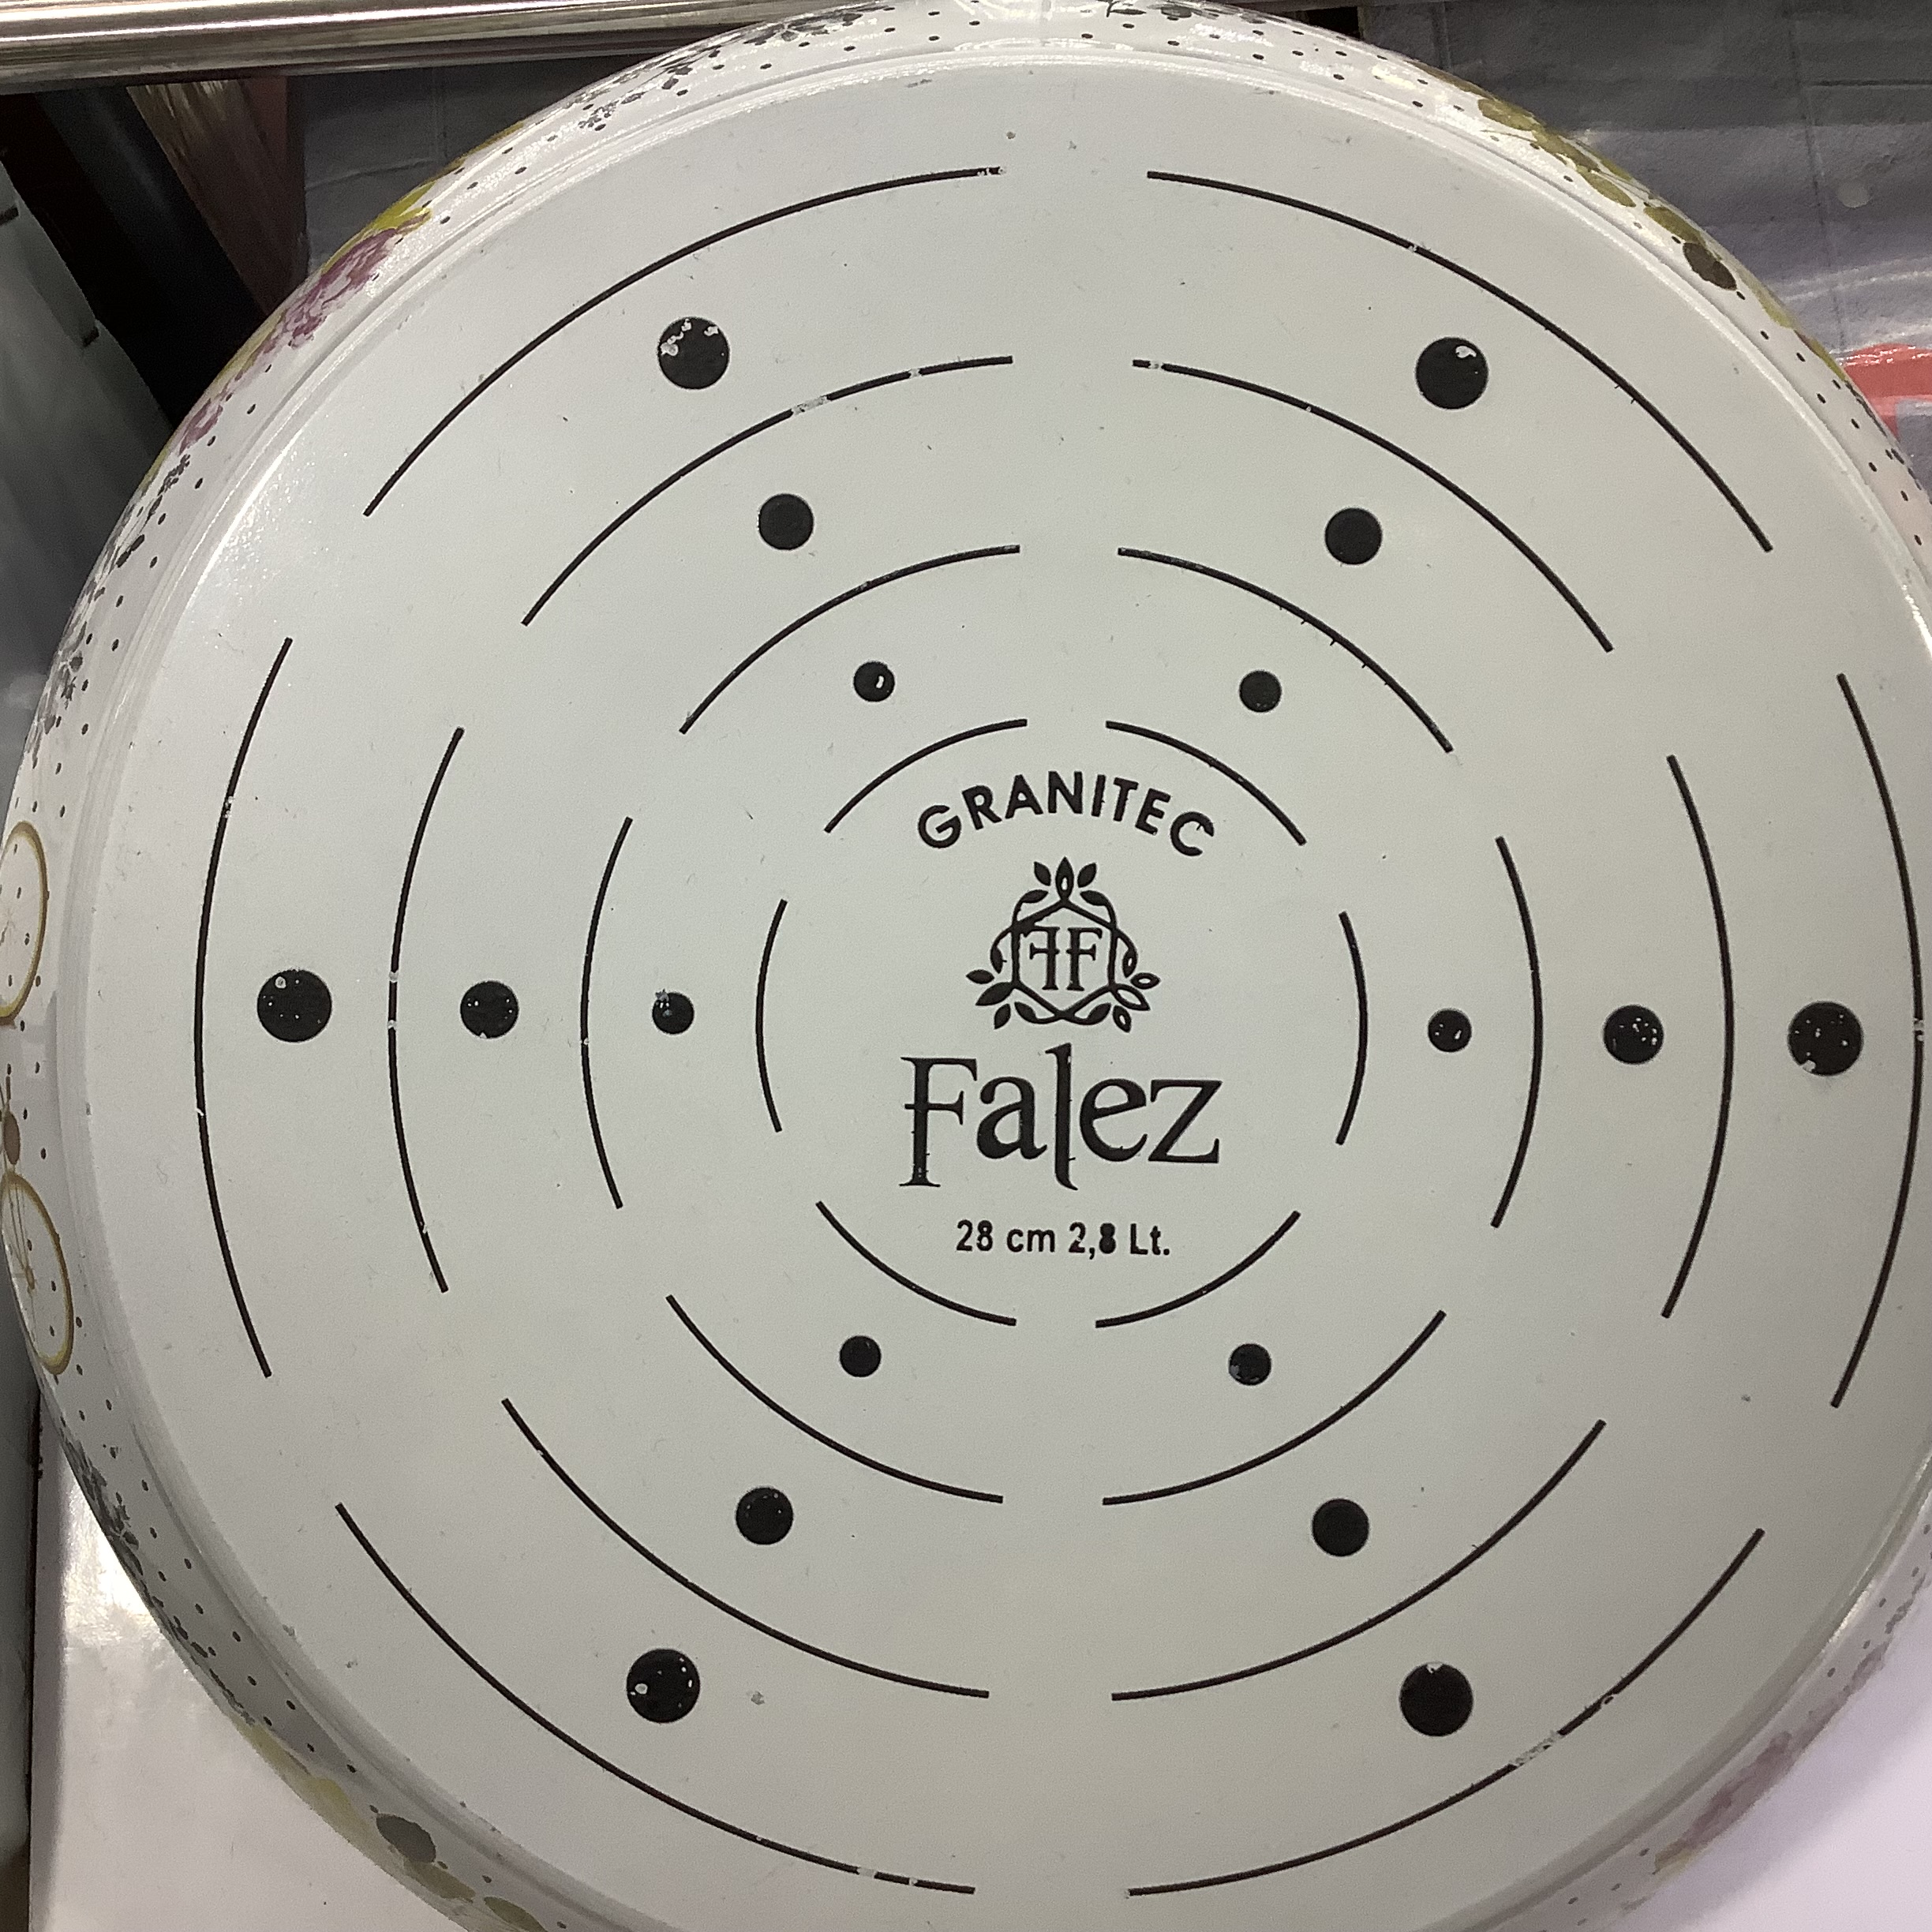 GRANITEC
FF
Falez
28 cm 2,8 Lt.